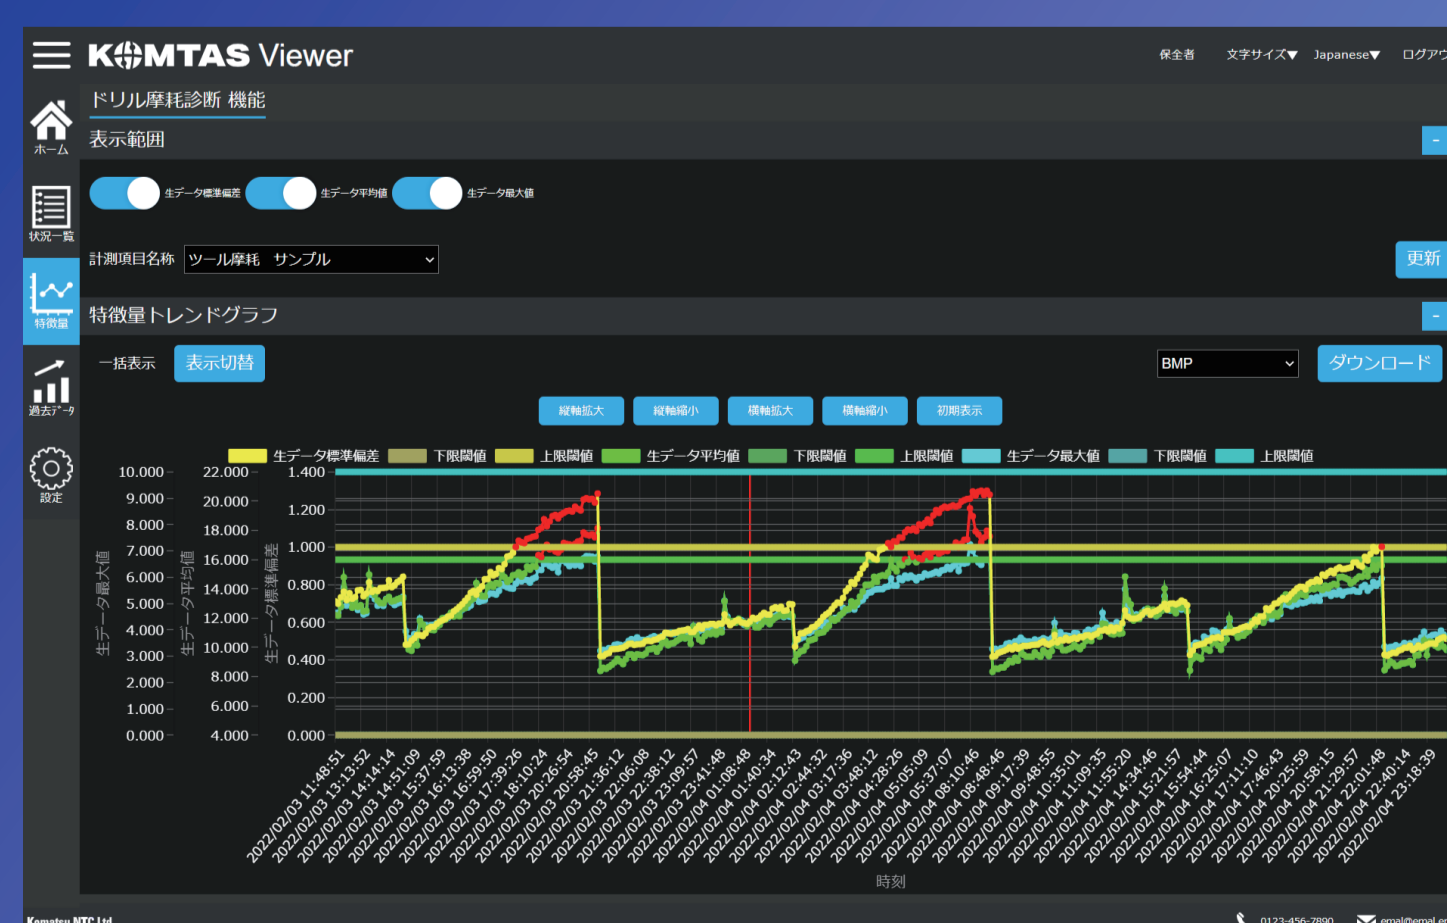 KOMTAS Viewer
保全者 文字サイズ▼ Japanese▼ ログアウ
ドリル摩耗診断 機能
ホーム
表示範囲
-
生データ標準偏差 生データ平均値 生データ最大値
状況一覧
計測項目名称 ツール摩耗 サンプル 更新
特徴量
特徴量トレンドグラフ
-
一括表示 表示切替 BMP ダウンロード
過去データ
縦軸拡大 縦軸縮小 横軸拡大 横軸縮小 初期表示
設定
生データ標準偏差 下限閾値 上限閾値 生データ平均値 下限閾値 上限閾値 生データ最大値 下限閾値 上限閾値
10.000 22.000 1.400
9.000 20.000 1.200
8.000 18.000 1.000
7.000 16.000 0.800
6.000 14.000 0.600
5.000 12.000 0.400
4.000 10.000 0.200
3.000 8.000 0.000
2.000 6.000
1.000 4.000
0.000
生データ最大値
生データ平均値
生データ標準偏差
2022/02/03 11:48:51
2022/02/03 13:13:52
2022/02/03 14:14:14
2022/02/03 14:51:09
2022/02/03 15:37:59
2022/02/03 16:13:38
2022/02/03 16:59:50
2022/02/03 17:39:26
2022/02/03 18:10:24
2022/02/03 20:26:54
2022/02/03 20:58:45
2022/02/03 21:36:12
2022/02/03 22:06:08
2022/02/03 22:38:12
2022/02/03 23:09:57
2022/02/03 23:41:48
2022/02/04 01:08:48
2022/02/04 01:40:34
2022/02/04 02:12:43
2022/02/04 02:44:32
2022/02/04 03:17:36
2022/02/04 03:48:12
2022/02/04 04:28:26
2022/02/04 05:05:09
2022/02/04 05:37:07
2022/02/04 08:10:46
2022/02/04 08:48:46
2022/02/04 09:17:39
2022/02/04 09:48:55
2022/02/04 10:35:01
2022/02/04 11:09:35
2022/02/04 11:55:20
2022/02/04 14:34:46
2022/02/04 15:21:57
2022/02/04 15:54:44
2022/02/04 16:25:07
2022/02/04 17:11:10
2022/02/04 17:46:43
2022/02/04 20:25:59
2022/02/04 20:58:15
2022/02/04 21:29:57
2022/02/04 22:01:48
2022/02/04 22:40:14
2022/02/04 23:18:39
時刻
Komatsu NTC Ltd
0123-456-7890 emal@emal.en